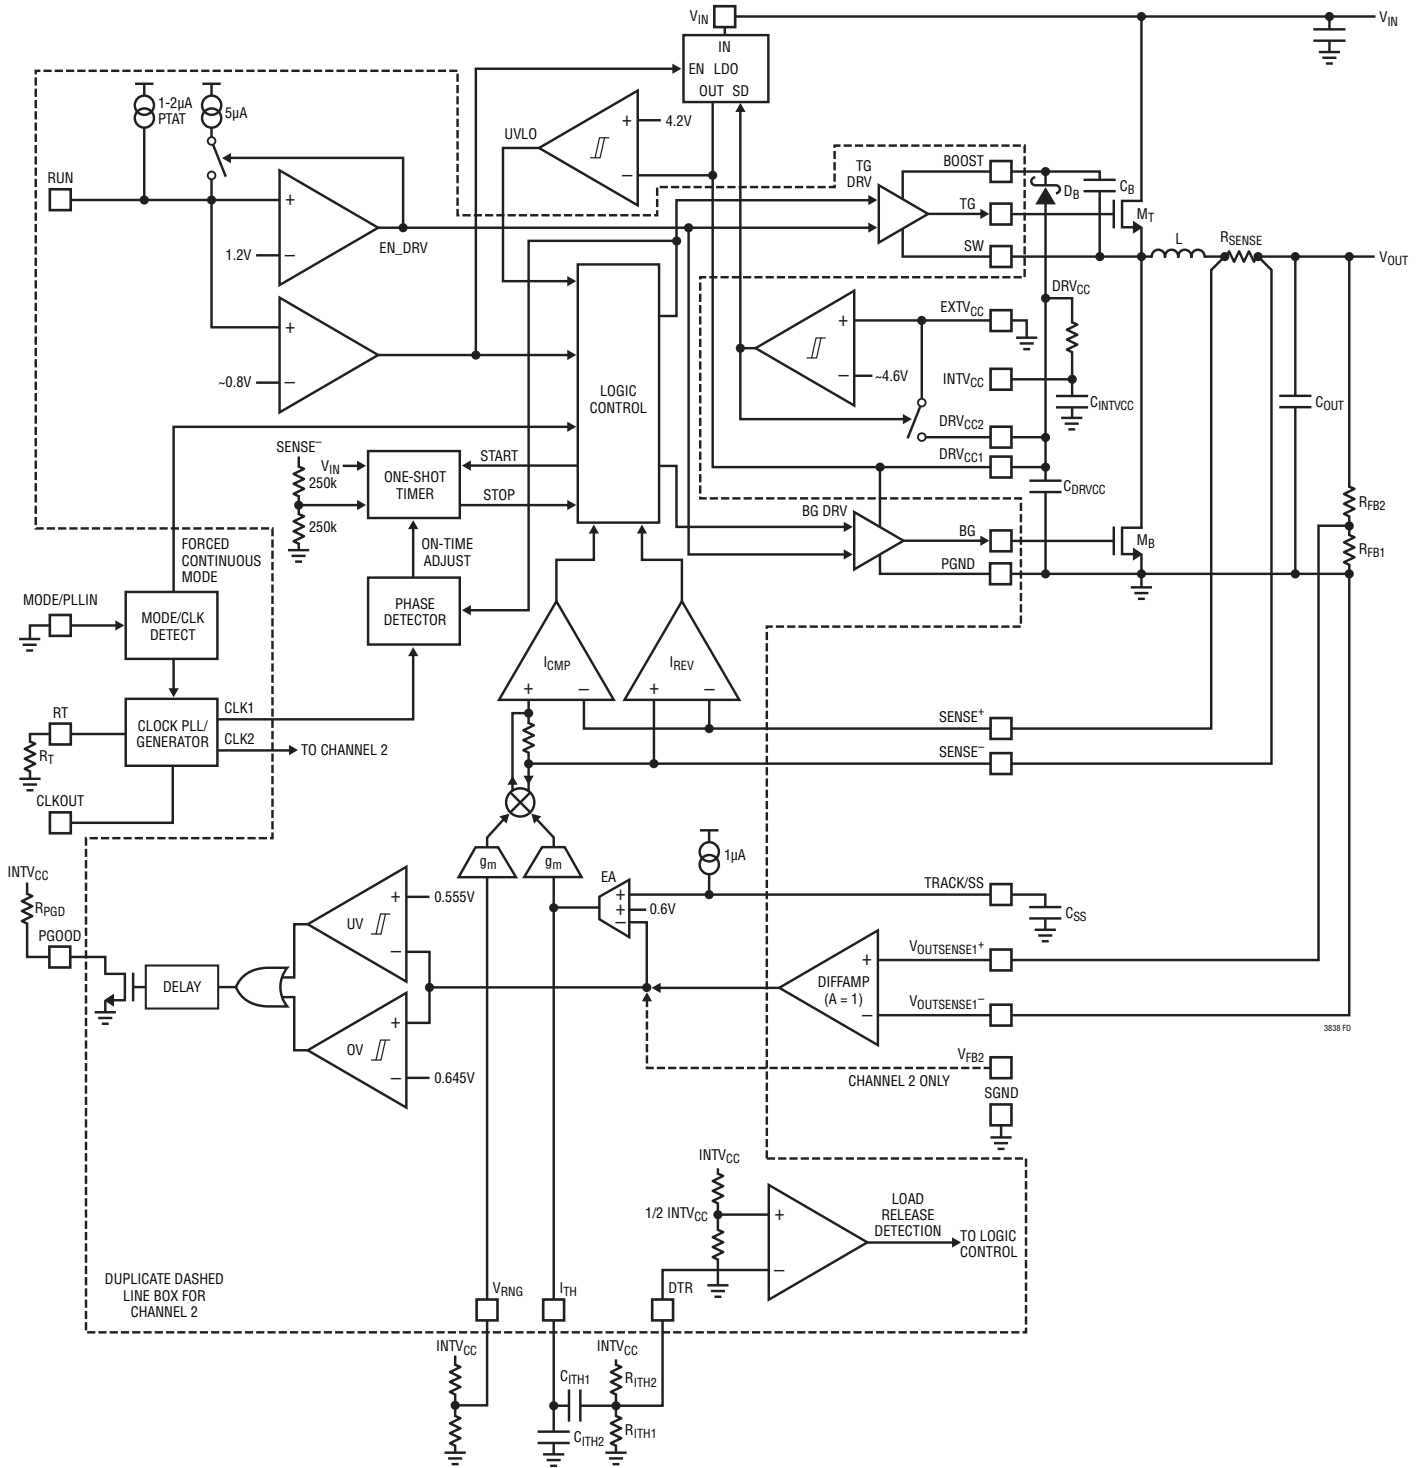 VIN
VIN
IN
EN LDO
OUT SD
1-2µA
PTAT
5µA
UVLO
+
4.2V
–
TG
DRV
BOOST
DB
CB
RUN
+
TG
MT
EN_DRV
1.2V
–
SW
L
RSENSE
VOUT
DRVCC
EXTVCC
+
+
~0.8V
–
–
~4.6V
INTVCC
CINTVCC
COUT
LOGIC
CONTROL
DRVCC2
DRVCC1
SENSE–
VIN
250k
250k
ONE-SHOT
TIMER
START
STOP
CDRVCC
RFB2
BG DRV
BG
MB
RFB1
PGND
FORCED
CONTINUOUS
MODE
ON-TIME
ADJUST
MODE/PLLIN
MODE/CLK
DETECT
PHASE
DETECTOR
ICMP
+
–
IREV
+
–
RT
RT
CLOCK PLL/
GENERATOR
CLK1
CLK2
TO CHANNEL 2
SENSE+
SENSE–
CLKOUT
gm
gm
1µA
EA
+
+
–
0.6V
TRACK/SS
CSS
INTVCC
RPGD
PGOOD
+
0.555V
UV
–
DELAY
+
OV
–
0.645V
DIFFAMP
(A = 1)
+
–
VOUTSENSE1+
VOUTSENSE1–
3838 FD
VFB2
CHANNEL 2 ONLY
SGND
INTVCC
1/2 INTVCC
+
–
LOAD
RELEASE
DETECTION
TO LOGIC
CONTROL
DUPLICATE DASHED
LINE BOX FOR
CHANNEL 2
VRNG
ITH
DTR
INTVCC
INTVCC
CITH1
RITH2
CITH2
RITH1